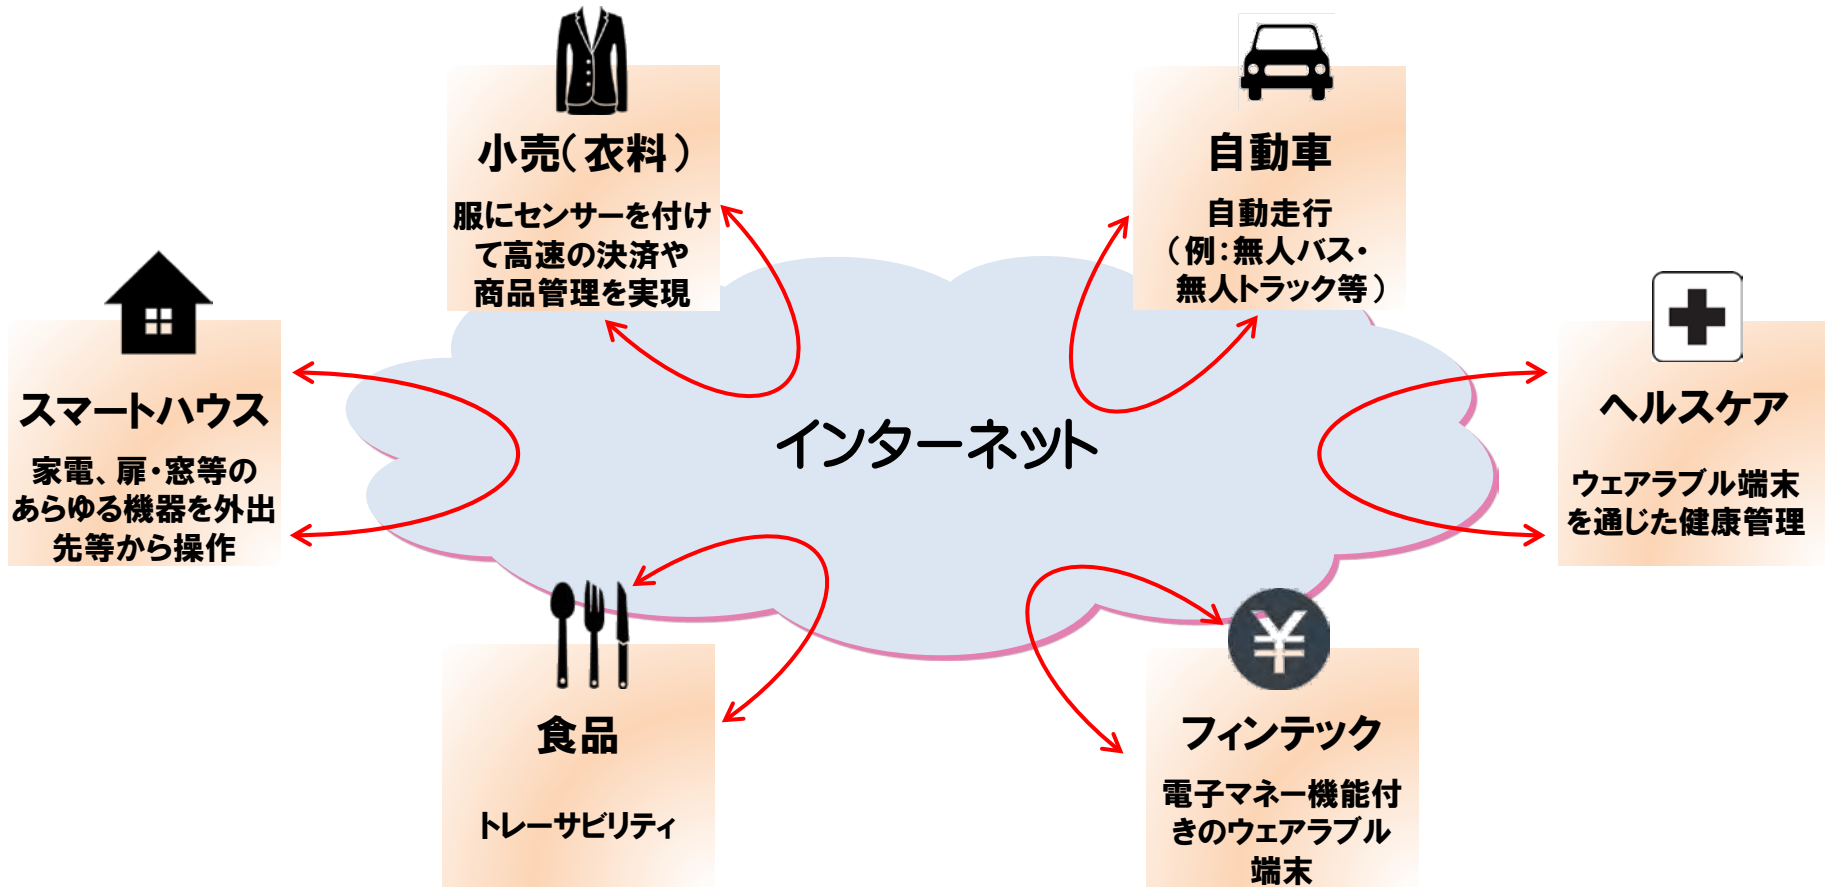 小売(衣料)
服にセンサーを付け
て高速の決済や
商品管理を実現
自動車
自動走行
(例:無人バス・
無人トラック等)
スマートハウス
家電、扉・窓等の
あらゆる機器を外出
先等から操作
インターネット
ヘルスケア
ウェアラブル端末
を通じた健康管理
食品
トレーサビリティ
¥
フィンテック
電子マネー機能付
きのウェアラブル
端末